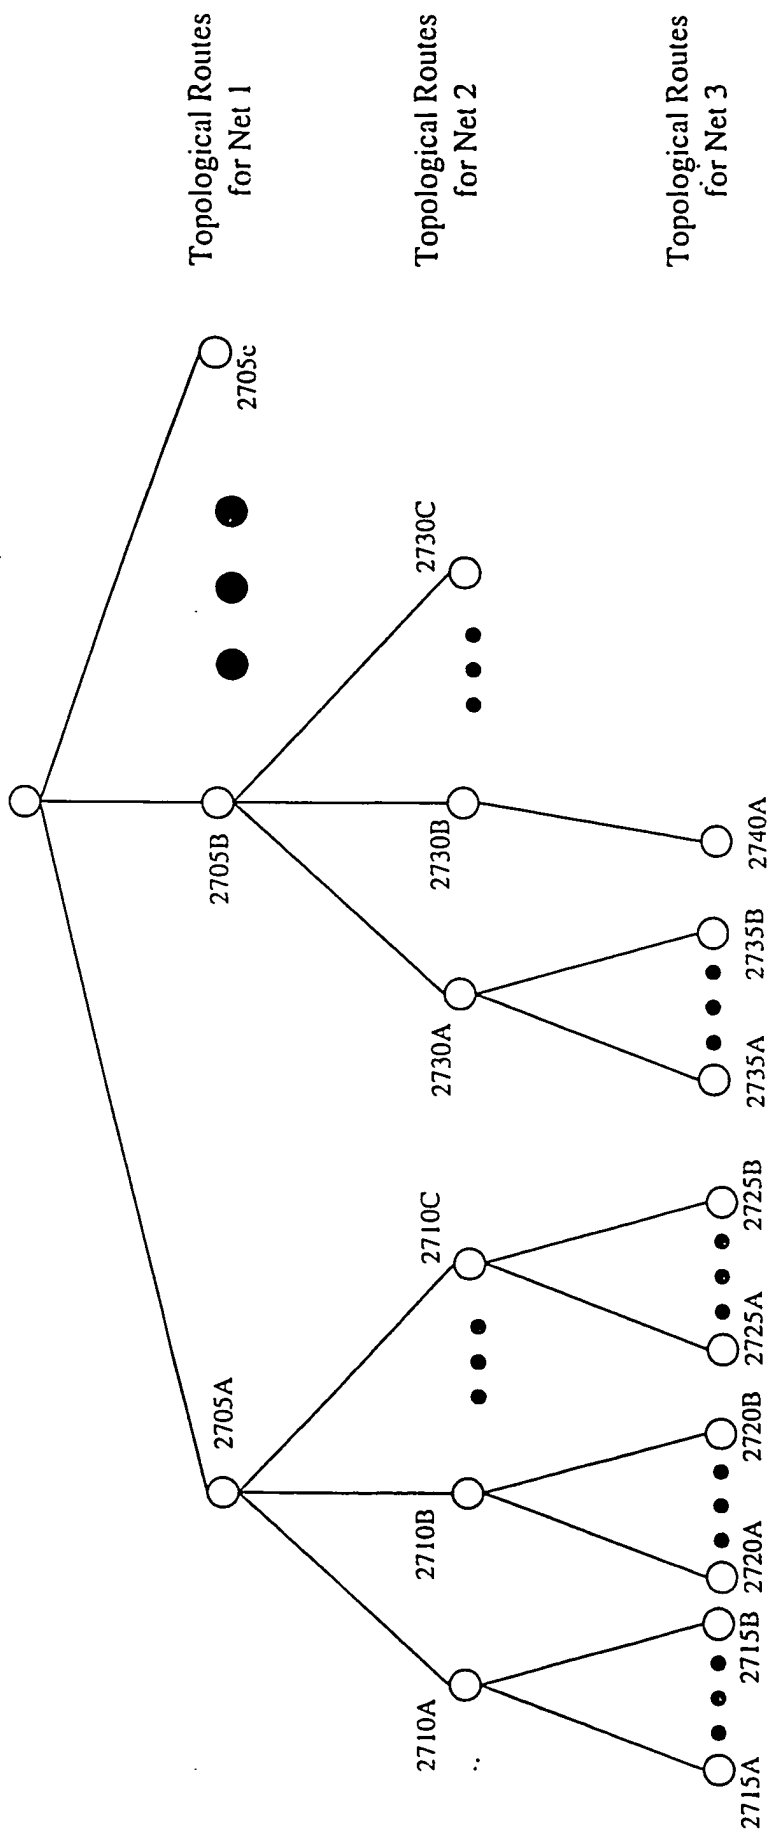 Topological Routes
for Net 1
Topological Routes
for Net 2
Topological Routes
for Net 3
2705A
2705B
2705c
2710A
2710B
2710C
2730A
2730B
2730C
2715A
2715B
2720A
2720B
2725A
2725B
2735A
2735B
2740A